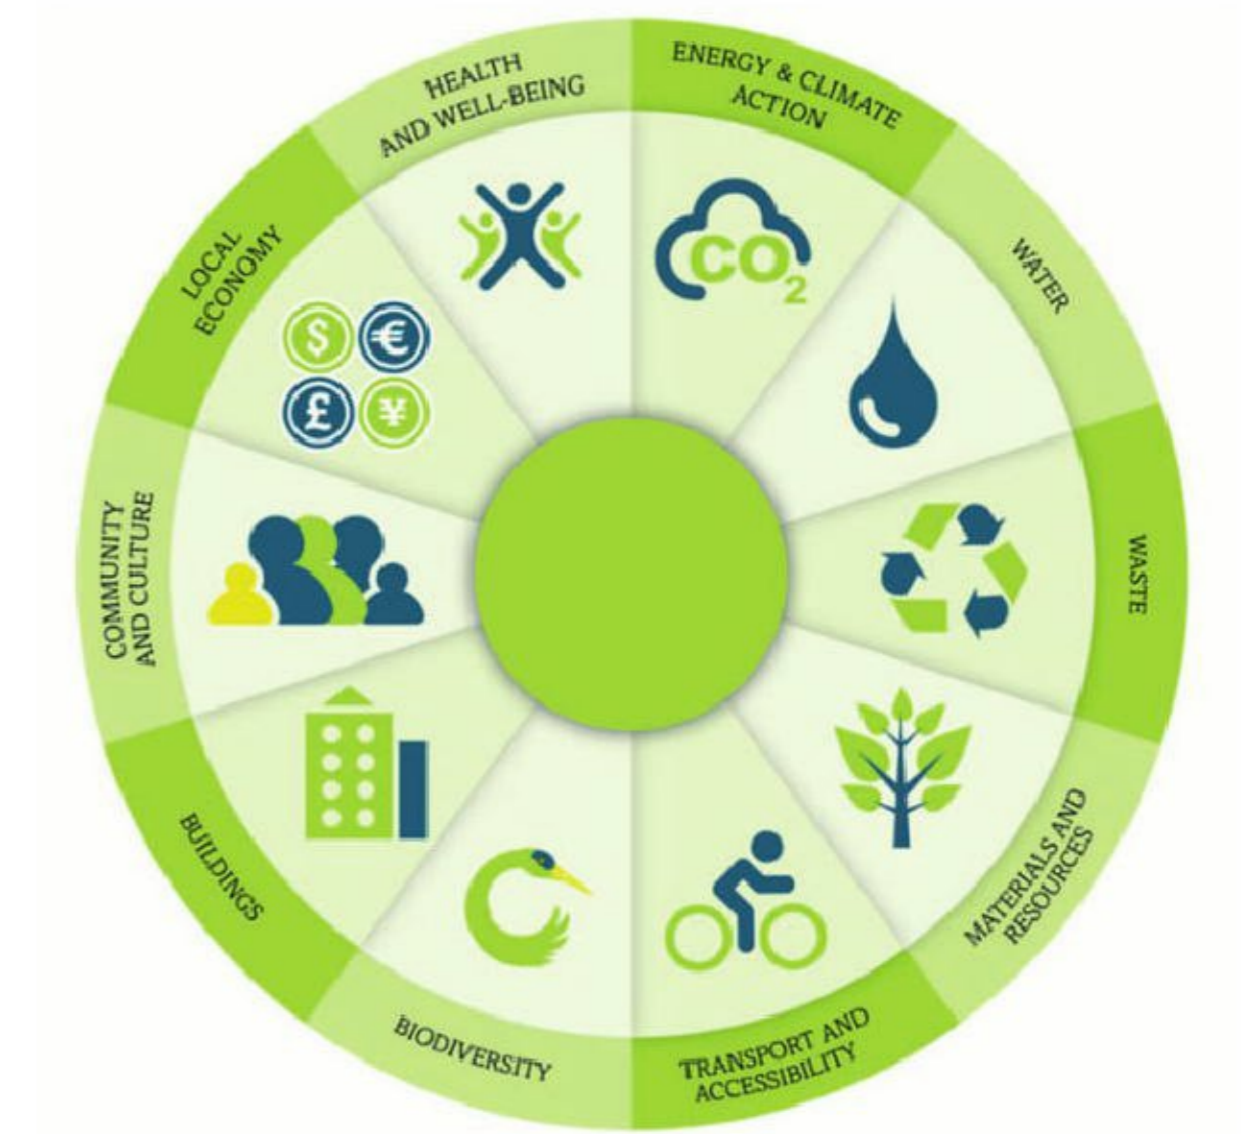 ENERGY & CLIMATE
ACTION
WATER
WASTE
MATERIALS AND
RESOURCES
TRANSPORT AND
ACCESSIBILITY
BIODIVERSITY
BUILDINGS
COMMUNITY
AND CULTURE
LOCAL
ECONOMY
HEALTH
AND WELL-BEING
CO2
$
€
£
¥